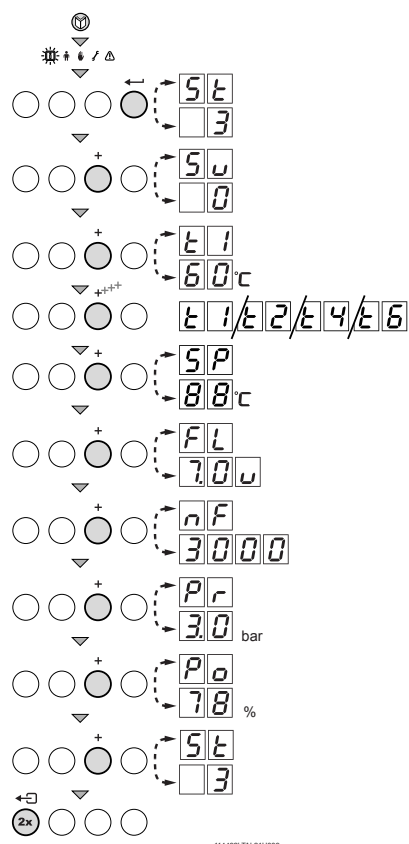 St
3
+
Su
0
+
t1
60°C
++++
t1/t2/t4/t6
+
SP
88°C
+
FL
7.0u
+
nF
3000
+
Pr
3.0 bar
+
Po
78 %
+
St
3
2x